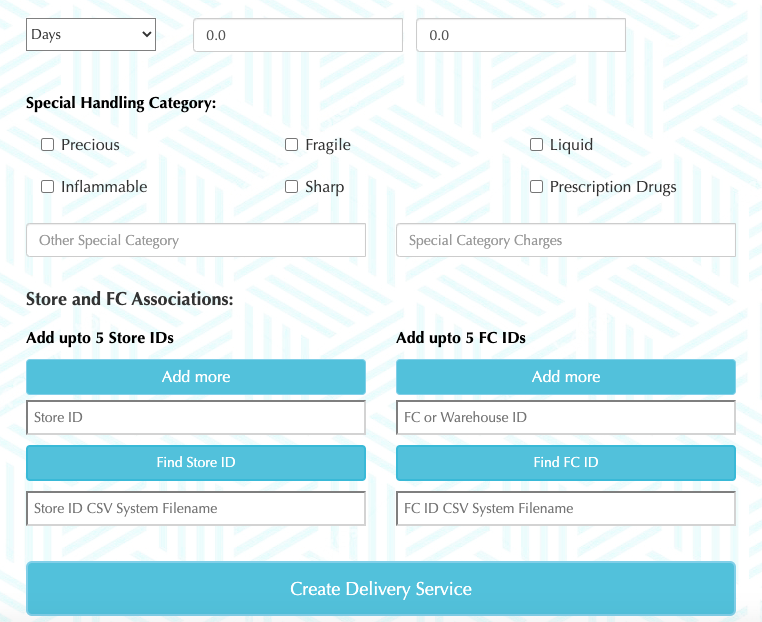 Days 0.0 0.0
Special Handling Category:
Precious Fragile Liquid
Inflammable Sharp Prescription Drugs
Other Special Category Special Category Charges
Store and FC Associations:
Add upto 5 Store IDs Add upto 5 FC IDs
Add more Add more
Store ID FC or Warehouse ID
Find Store ID Find FC ID
Store ID CSV System Filename FC ID CSV System Filename
Create Delivery Service